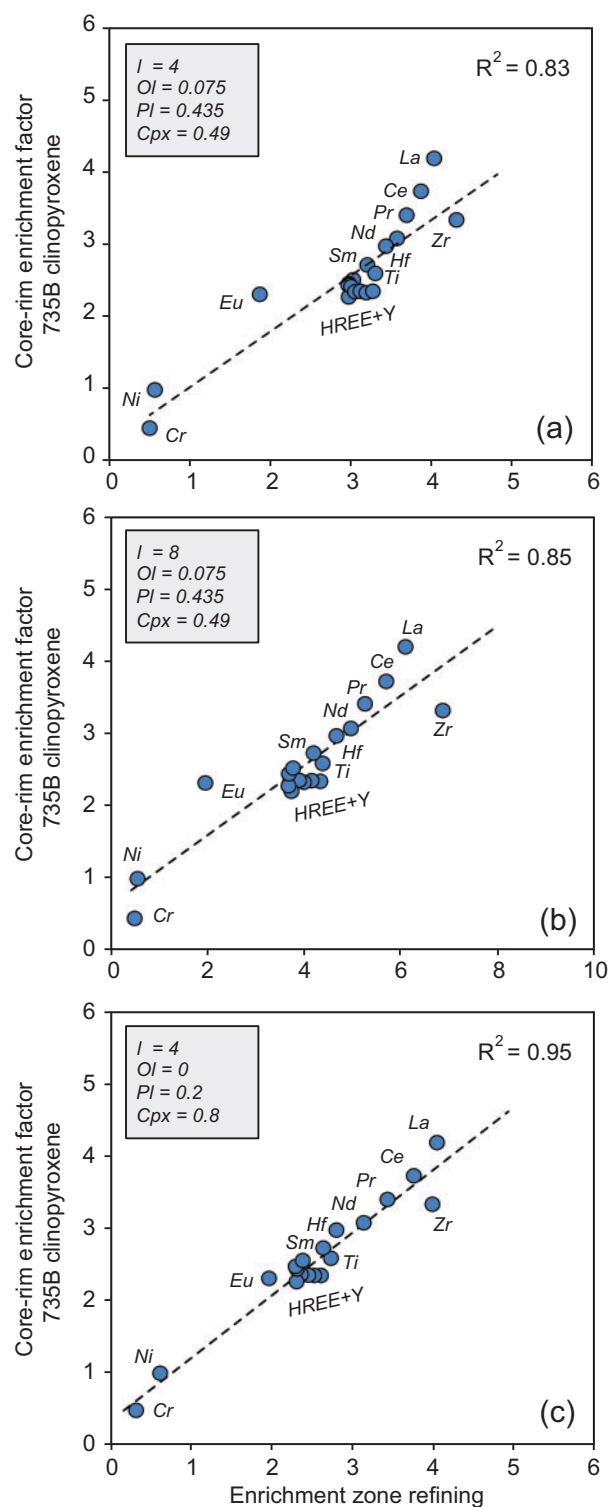 6
5
4
3
2
1
0
Core-rim enrichment factor
735B clinopyroxene
I = 4
Ol = 0.075
Pl = 0.435
Cpx = 0.49
R² = 0.83
La
Ce
Pr
Nd
Zr
Sm
Hf
Ti
Eu
HREE+Y
Ni
Cr
(a)
0 1 2 3 4 5 6
6
5
4
3
2
1
0
Core-rim enrichment factor
735B clinopyroxene
I = 8
Ol = 0.075
Pl = 0.435
Cpx = 0.49
R² = 0.85
La
Ce
Pr
Nd
Zr
Sm
Hf
Ti
Eu
HREE+Y
Ni
Cr
(b)
0 2 4 6 8 10
6
5
4
3
2
1
0
Core-rim enrichment factor
735B clinopyroxene
I = 4
Ol = 0
Pl = 0.2
Cpx = 0.8
R² = 0.95
La
Ce
Pr
Nd
Zr
Hf
Sm
Ti
Eu
HREE+Y
Ni
Cr
(c)
0 1 2 3 4 5 6
Enrichment zone refining